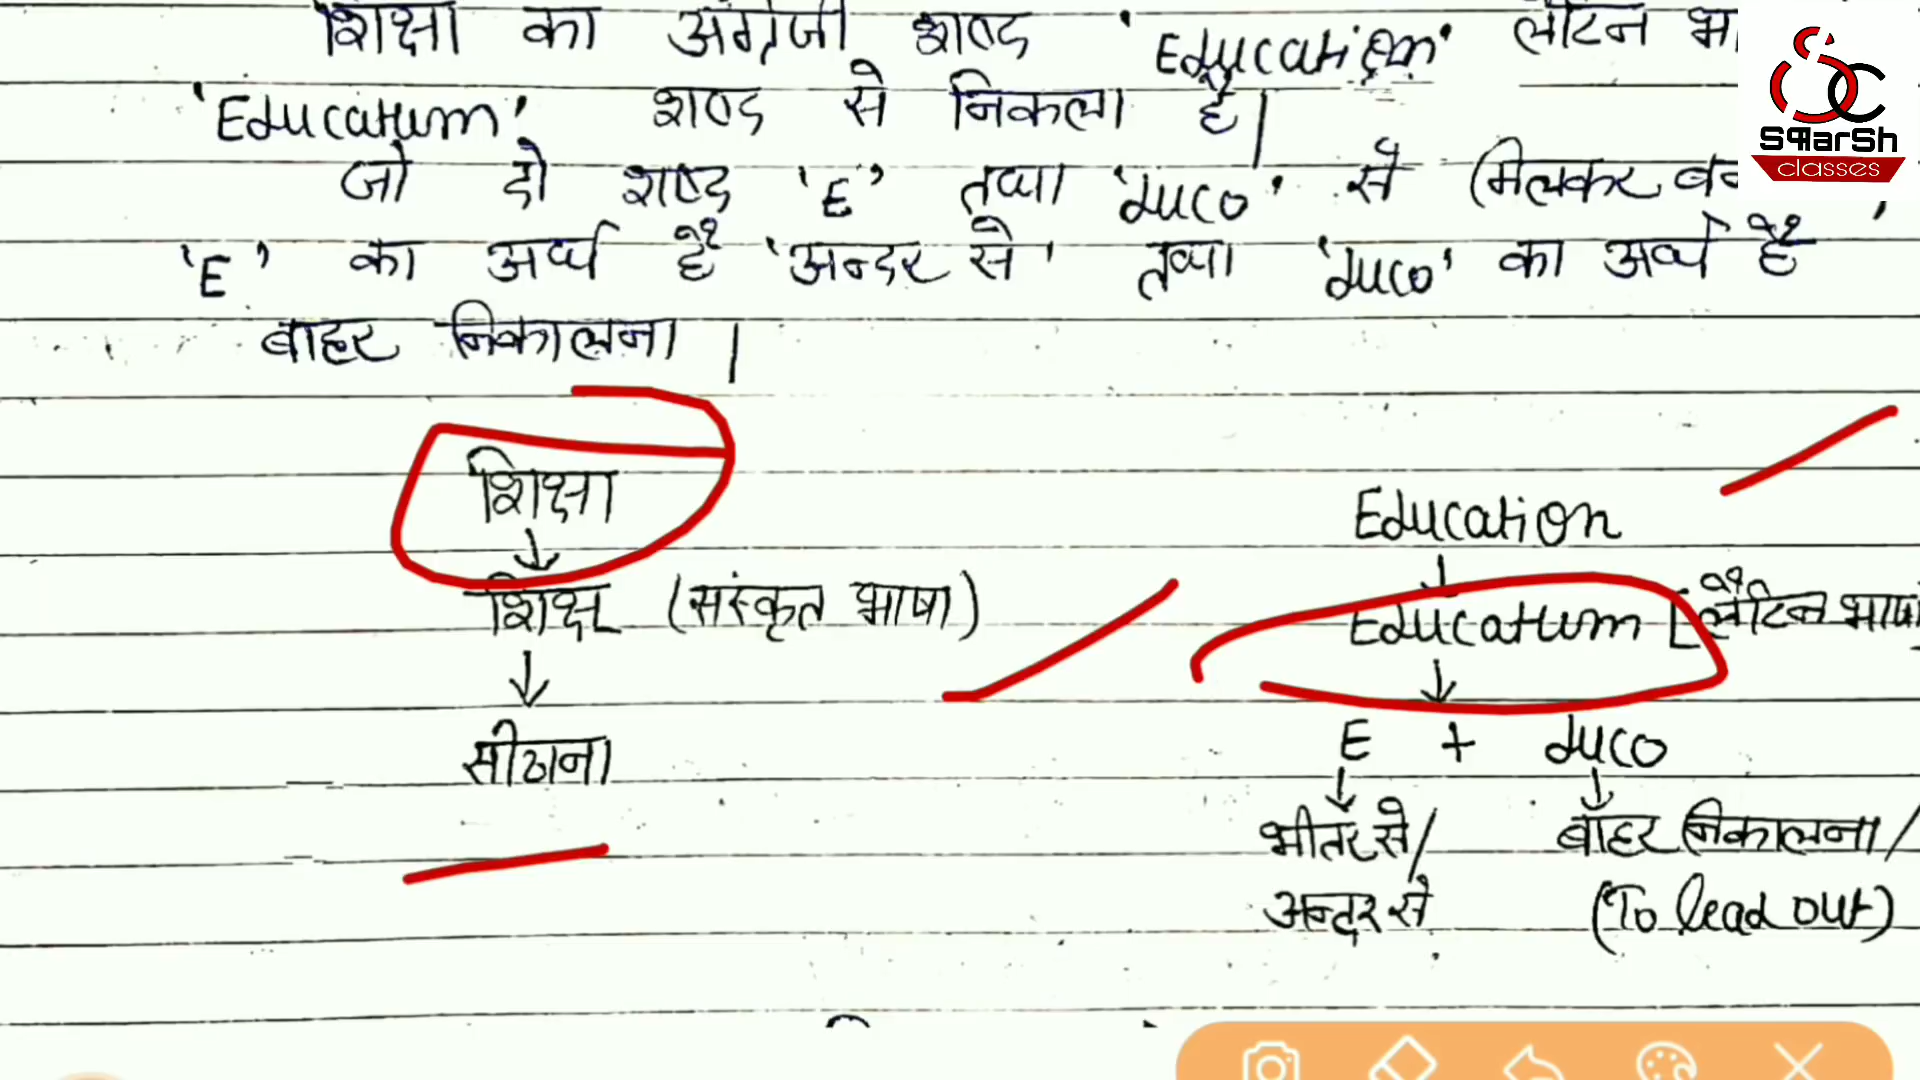 शिक्षा का अंग्रेजी शब्द 'Education' लैटिन भा
'Educatum' शब्द से निकला है|
जो दो शब्द 'E' तथा 'duco' से मिलकर
'E' का अर्थ है 'अन्दर से' तथा 'duco' का अर्थ है
बाहर निकालना |
शिक्षा
↓
शिक्ष् (संस्कृत भाषा)
↓
सीखना
Education
↓
Educatum [लैटिन भाषा
↓
E + duco
↓ ↓
भीतर से/ बाहर निकालना/
अन्दर से (To lead out)
Sपarsh
classes